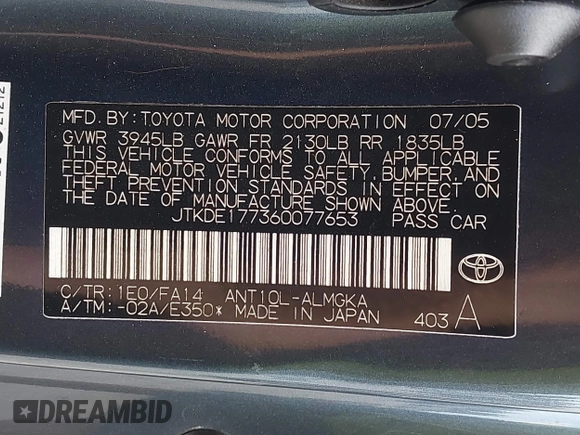 MFD. BY: TOYOTA MOTOR CORPORATION 07/05
GVWR 3945LB GAWR FR 2130LB RR 1835LB
THIS VEHICLE CONFORMS TO ALL APPLICABLE
FEDERAL MOTOR VEHICLE SAFETY, BUMPER, AND
THEFT PREVENTION STANDARDS IN EFFECT ON
THE DATE OF MANUFACTURE SHOWN ABOVE.
JTKDE177360077653 PASS CAR
C/TR: 1E0/FA14 ANT10L-ALMGKA
A/TM: -02A/E350* MADE IN JAPAN 403 A
DREAMBID